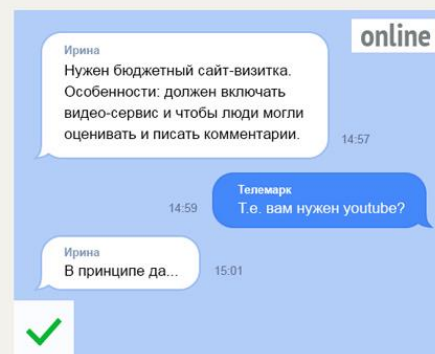 online
Ирина
Нужен бюджетный сайт-визитка.
Особенности: должен включать
видео-сервис и чтобы люди могли
оценивать и писать комментарии.
14:57
Телемарк
Т.е. вам нужен youtube?
14:59
Ирина
В принципе да...
15:01